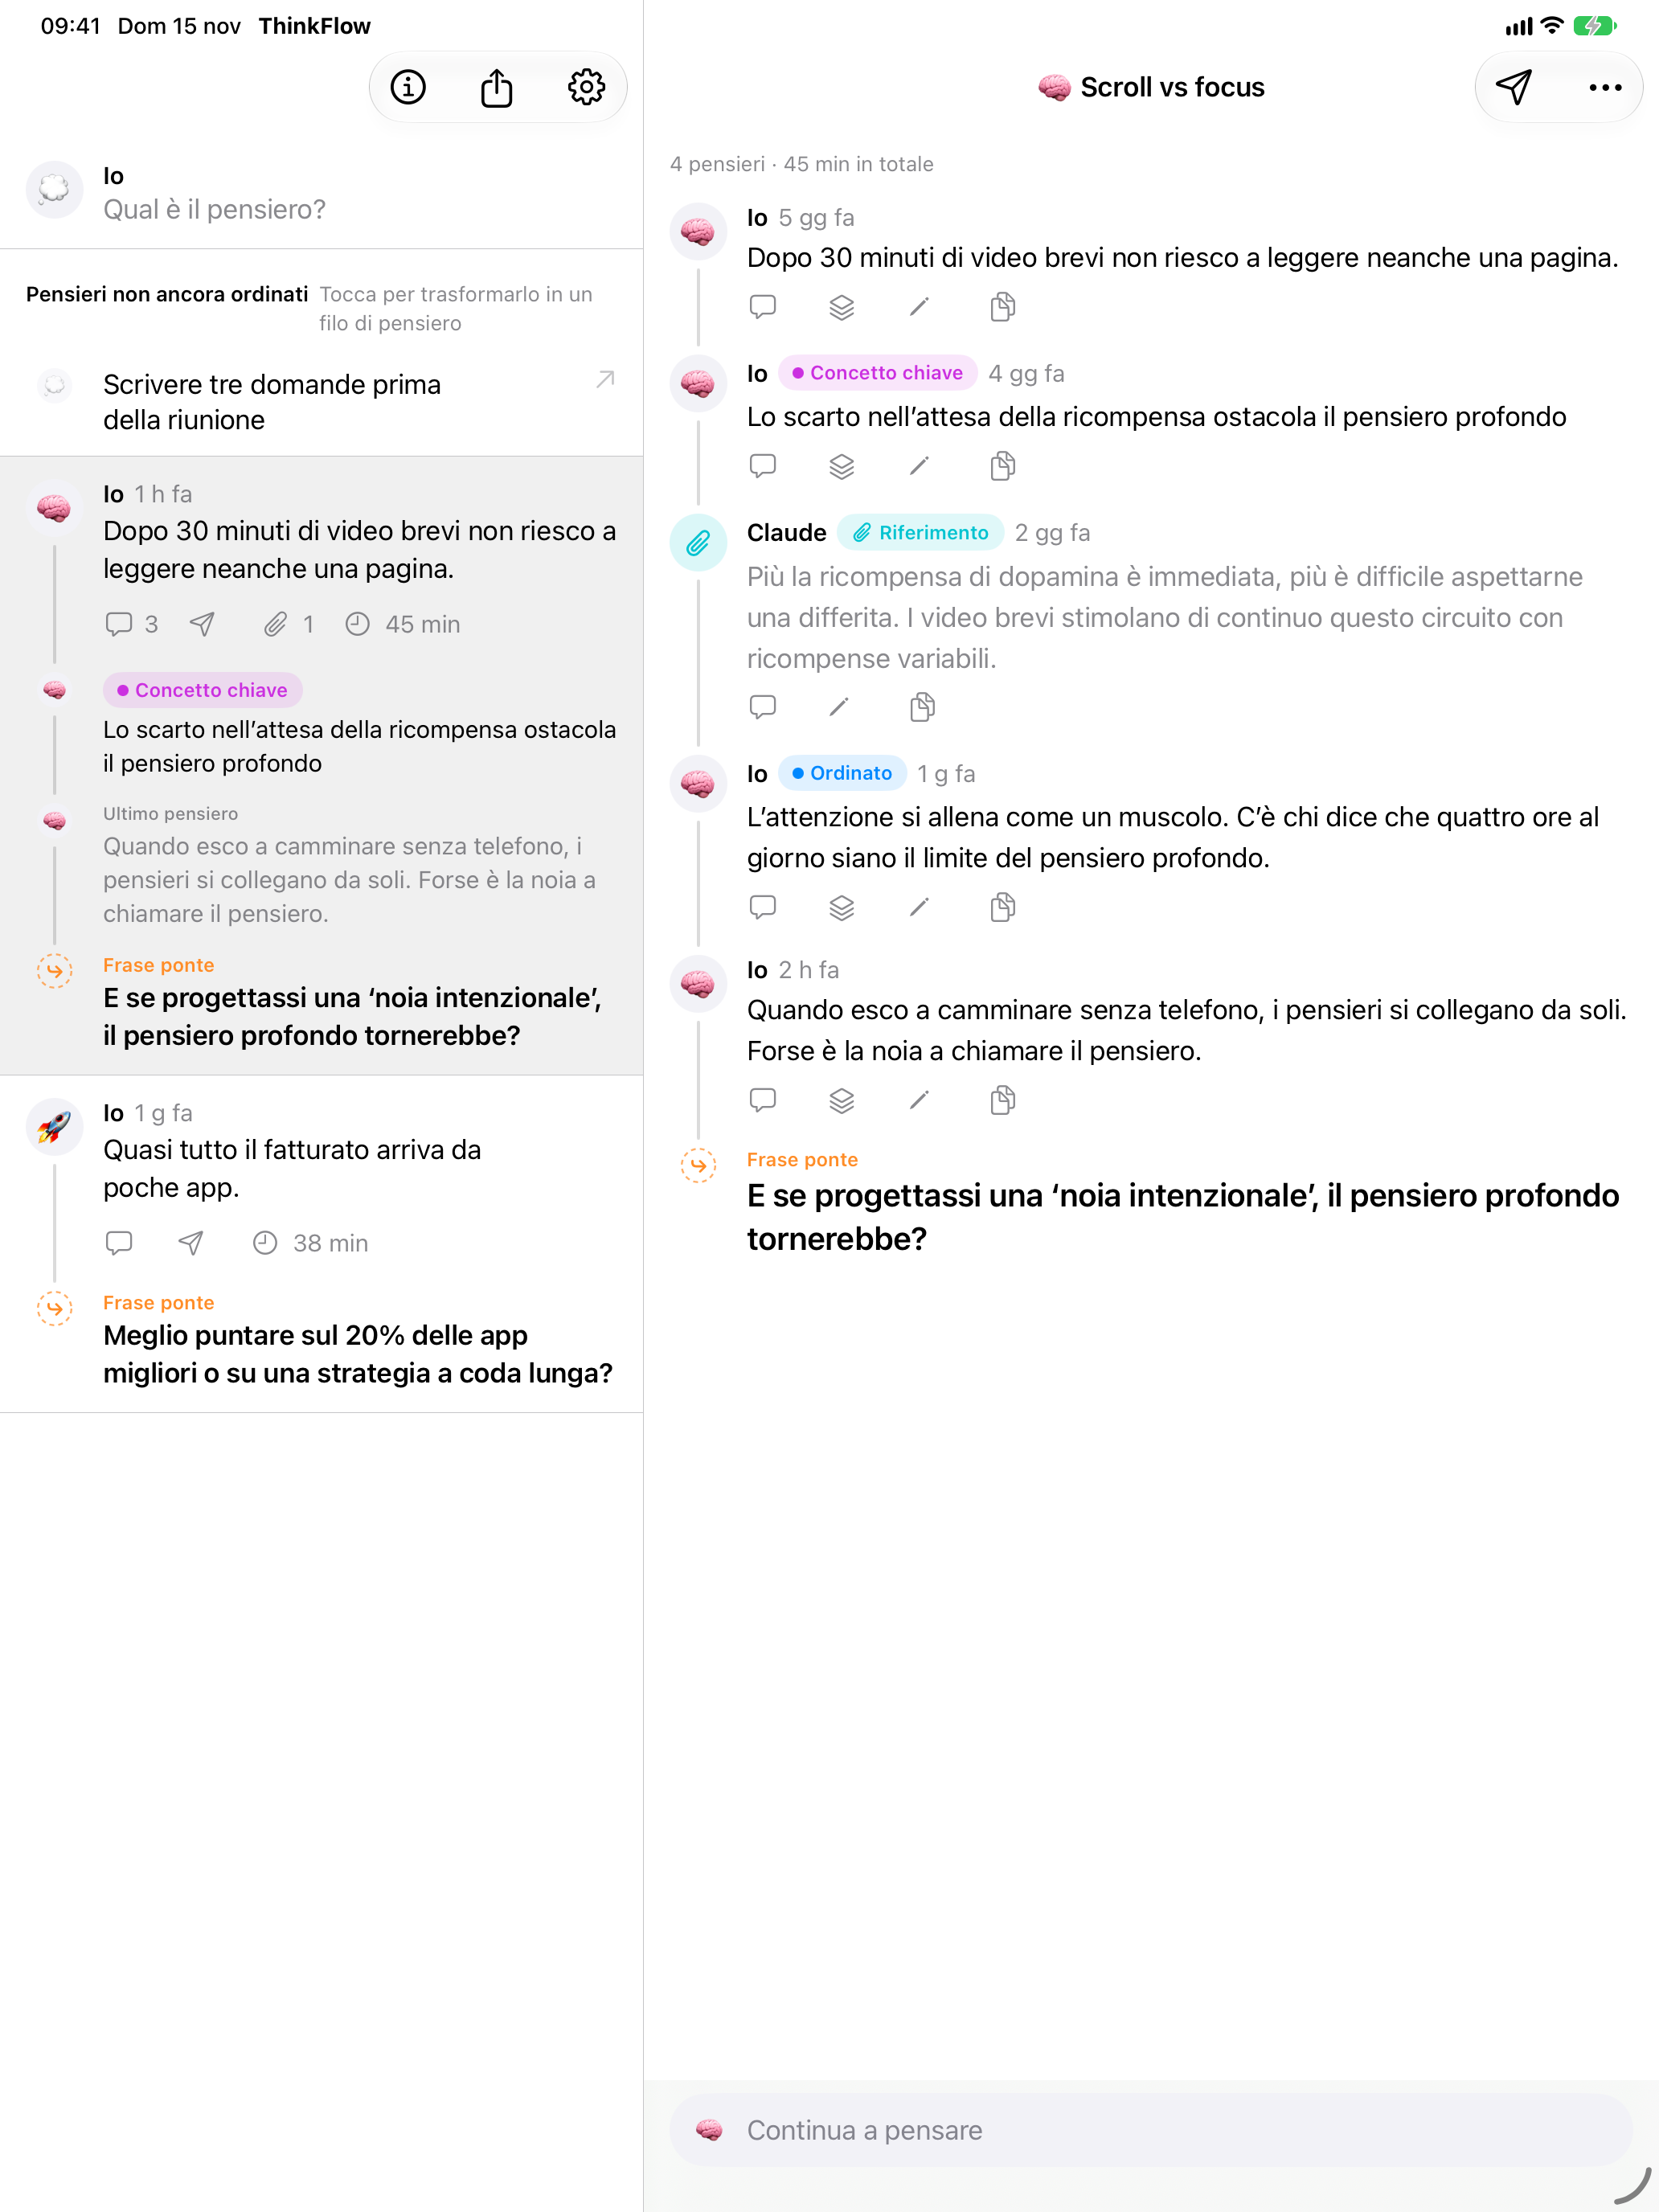 09:41 Dom 15 nov ThinkFlow
Io
Qual è il pensiero?
Pensieri non ancora ordinati Tocca per trasformarlo in un
filo di pensiero
Scrivere tre domande prima
della riunione
Io 1 h fa
Dopo 30 minuti di video brevi non riesco a
leggere neanche una pagina.
3 1 45 min
Concetto chiave
Lo scarto nell’attesa della ricompensa ostacola
il pensiero profondo
Ultimo pensiero
Quando esco a camminare senza telefono, i
pensieri si collegano da soli. Forse è la noia a
chiamare il pensiero.
Frase ponte
E se progettassi una ‘noia intenzionale’,
il pensiero profondo tornerebbe?
Io 1 g fa
Quasi tutto il fatturato arriva da
poche app.
38 min
Frase ponte
Meglio puntare sul 20% delle app
migliori o su una strategia a coda lunga?
Scroll vs focus
4 pensieri · 45 min in totale
Io 5 gg fa
Dopo 30 minuti di video brevi non riesco a leggere neanche una pagina.
Io Concetto chiave 4 gg fa
Lo scarto nell’attesa della ricompensa ostacola il pensiero profondo
Claude Riferimento 2 gg fa
Più la ricompensa di dopamina è immediata, più è difficile aspettarne
una differita. I video brevi stimolano di continuo questo circuito con
ricompense variabili.
Io Ordinato 1 g fa
L’attenzione si allena come un muscolo. C’è chi dice che quattro ore al
giorno siano il limite del pensiero profondo.
Io 2 h fa
Quando esco a camminare senza telefono, i pensieri si collegano da soli.
Forse è la noia a chiamare il pensiero.
Frase ponte
E se progettassi una ‘noia intenzionale’, il pensiero profondo
tornerebbe?
Continua a pensare